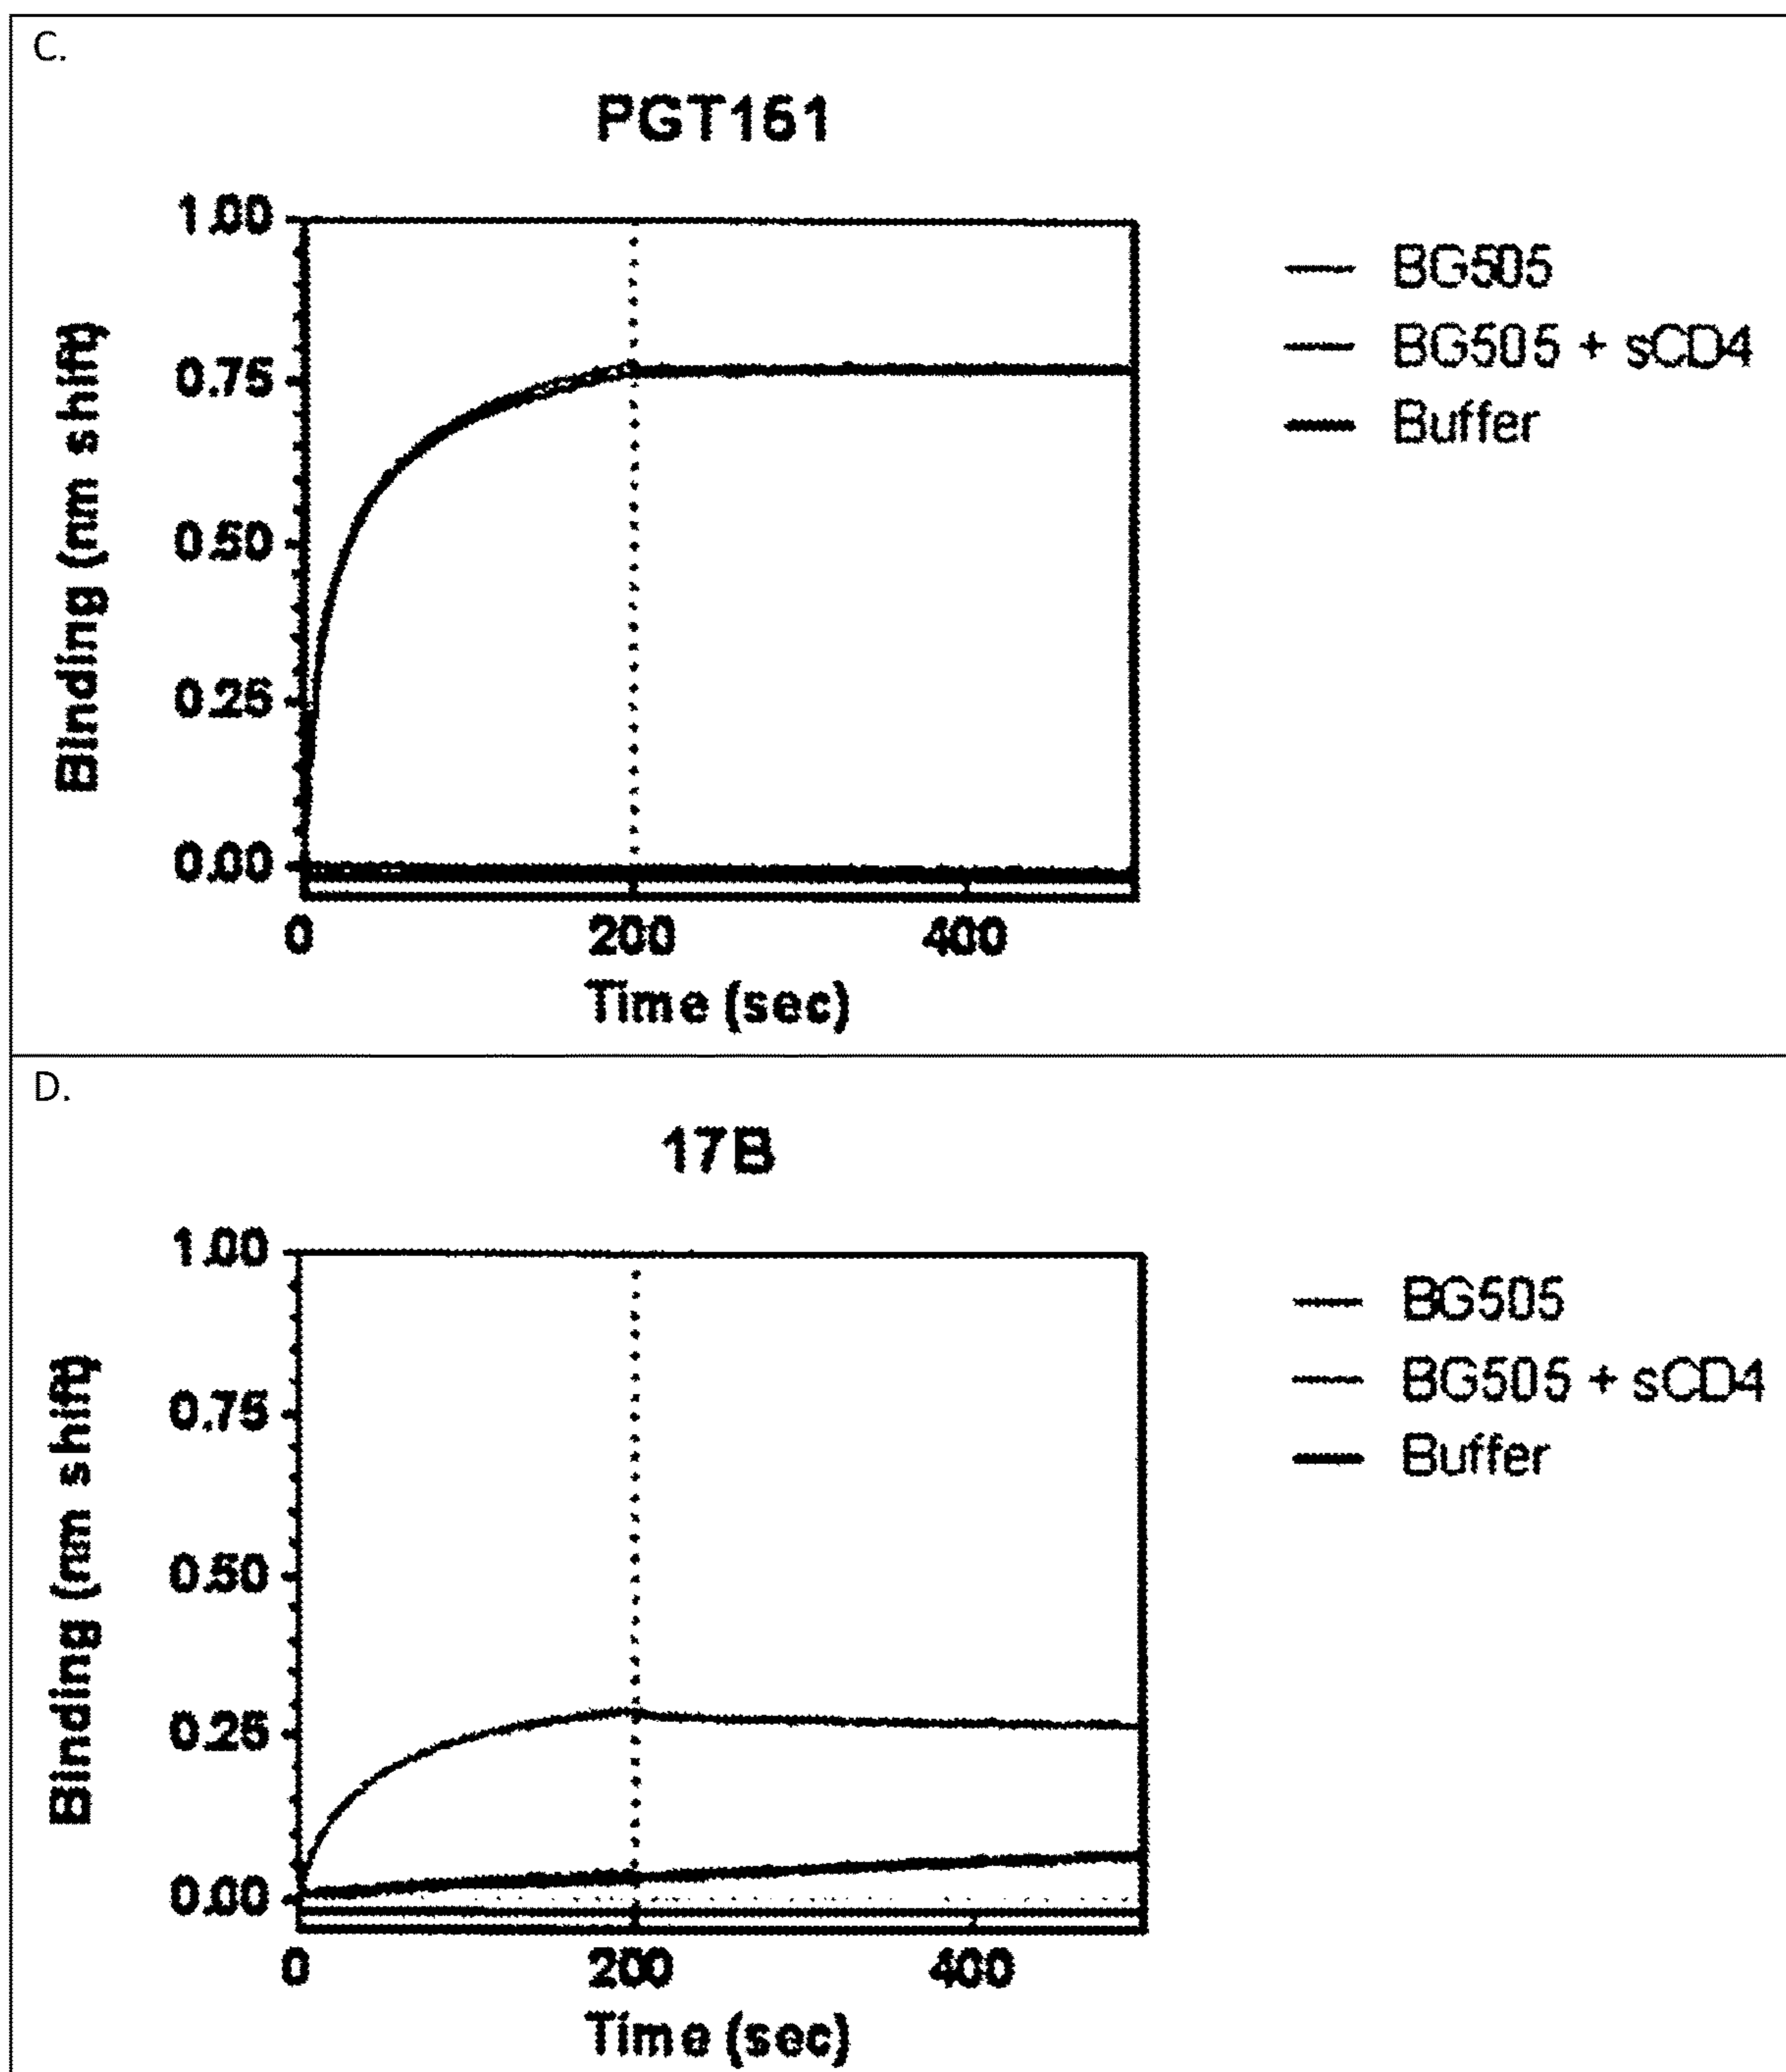 C.
PGT151
1.00
0.75
0.50
0.25
0.00
Binding (nm shift)
0 200 400
Time (sec)
BG505
BG505 + sCD4
Buffer
D.
17B
1.00
0.75
0.50
0.25
0.00
Binding (nm shift)
0 200 400
Time (sec)
BG505
BG505 + sCD4
Buffer